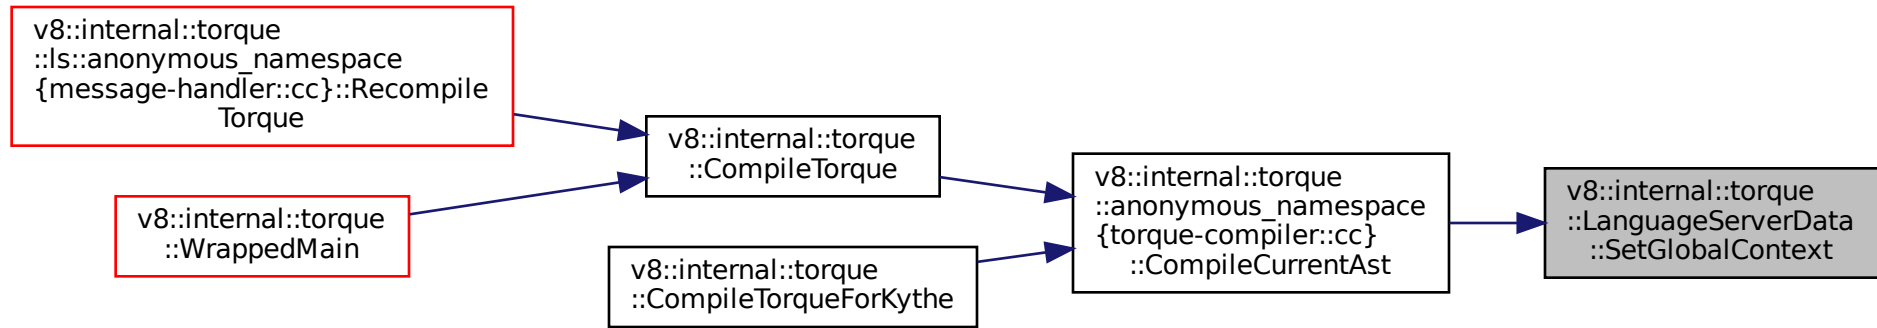 v8::internal::torque
::ls::anonymous_namespace
{message-handler::cc}::Recompile
Torque
v8::internal::torque
::WrappedMain
v8::internal::torque
::CompileTorque
v8::internal::torque
::CompileTorqueForKythe
v8::internal::torque
::anonymous_namespace
{torque-compiler::cc}
::CompileCurrentAst
v8::internal::torque
::LanguageServerData
::SetGlobalContext